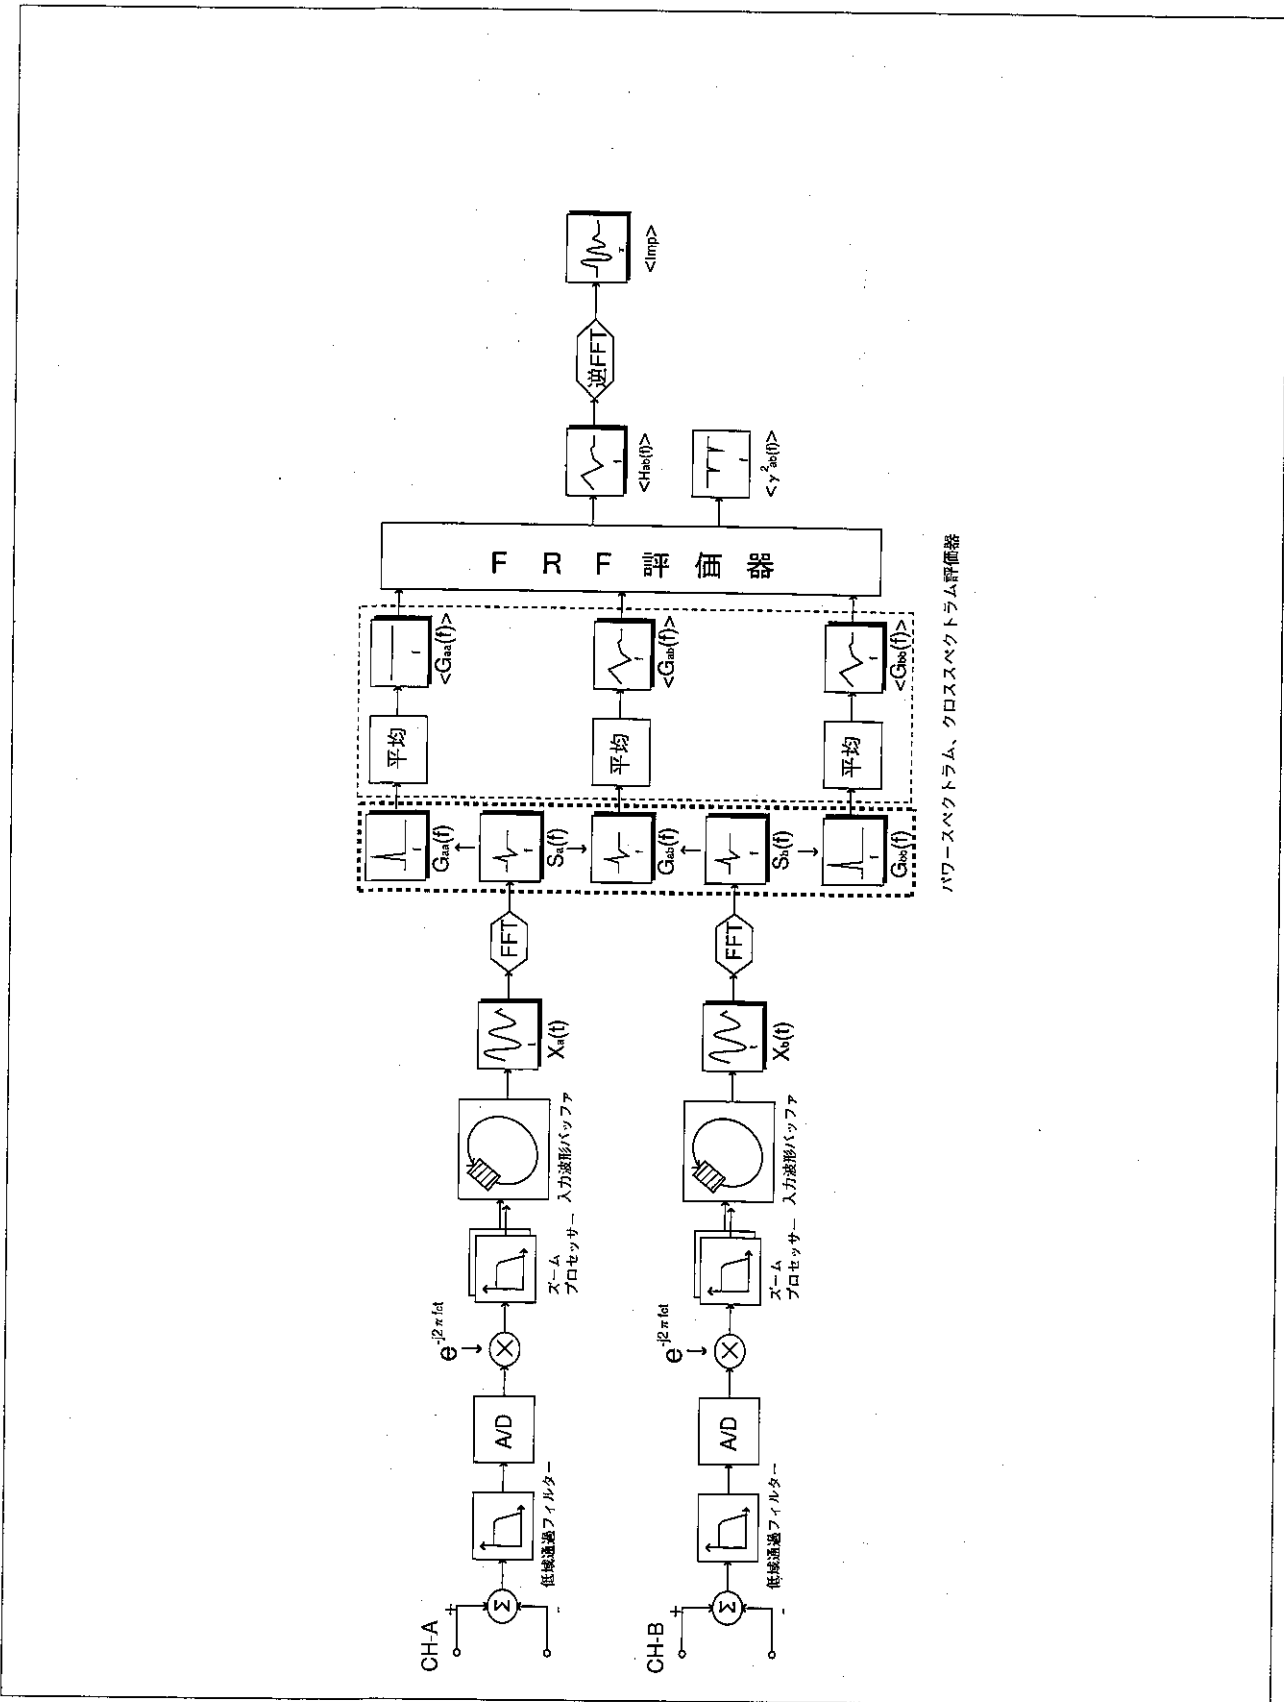 CH-A
+
-
Σ
低域通過フィルター
A/D
e-j2πfct
×
ズーム
プロセッサー
入力波形バッファ
t
Xa(t)
FFT
f
Gaa(f)
f
Sa(f)
平均
f
<Gaa(f)>
CH-B
+
-
Σ
低域通過フィルター
A/D
e-j2πfct
×
ズーム
プロセッサー
入力波形バッファ
t
Xb(t)
FFT
f
Gab(f)
f
Sb(f)
f
Gbb(f)
平均
f
<Gab(f)>
平均
f
<Gbb(f)>
FRF評価器
f
<Hab(f)>
逆FFT
τ
<Imp>
f
<γ2ab(f)>
パワースペクトラム、クロススペクトラム評価器